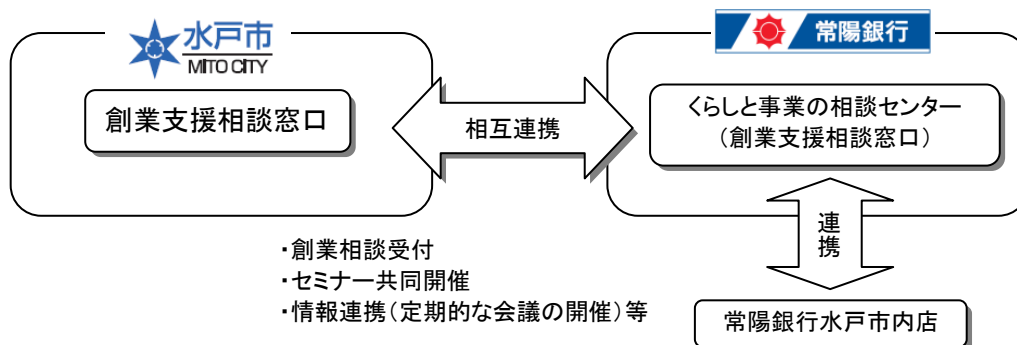 水戸市
MITO CITY
創業支援相談窓口
相互連携
常陽銀行
くらしと事業の相談センター
（創業支援相談窓口）
連携
・創業相談受付
・セミナー共同開催
・情報連携（定期的な会議の開催）等
常陽銀行水戸市内店